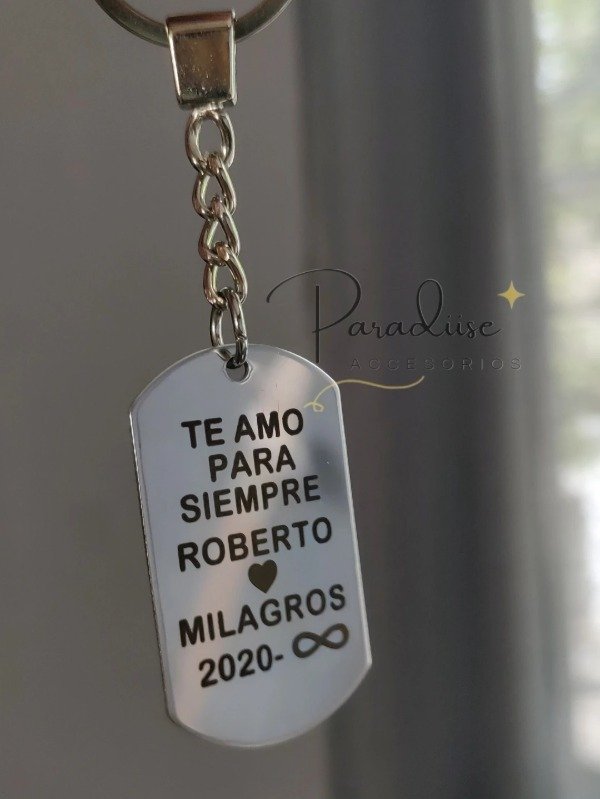 Paradiise
ACCESORIOS
TE AMO
PARA
SIEMPRE
ROBERTO
♥
MILAGROS
2020-∞